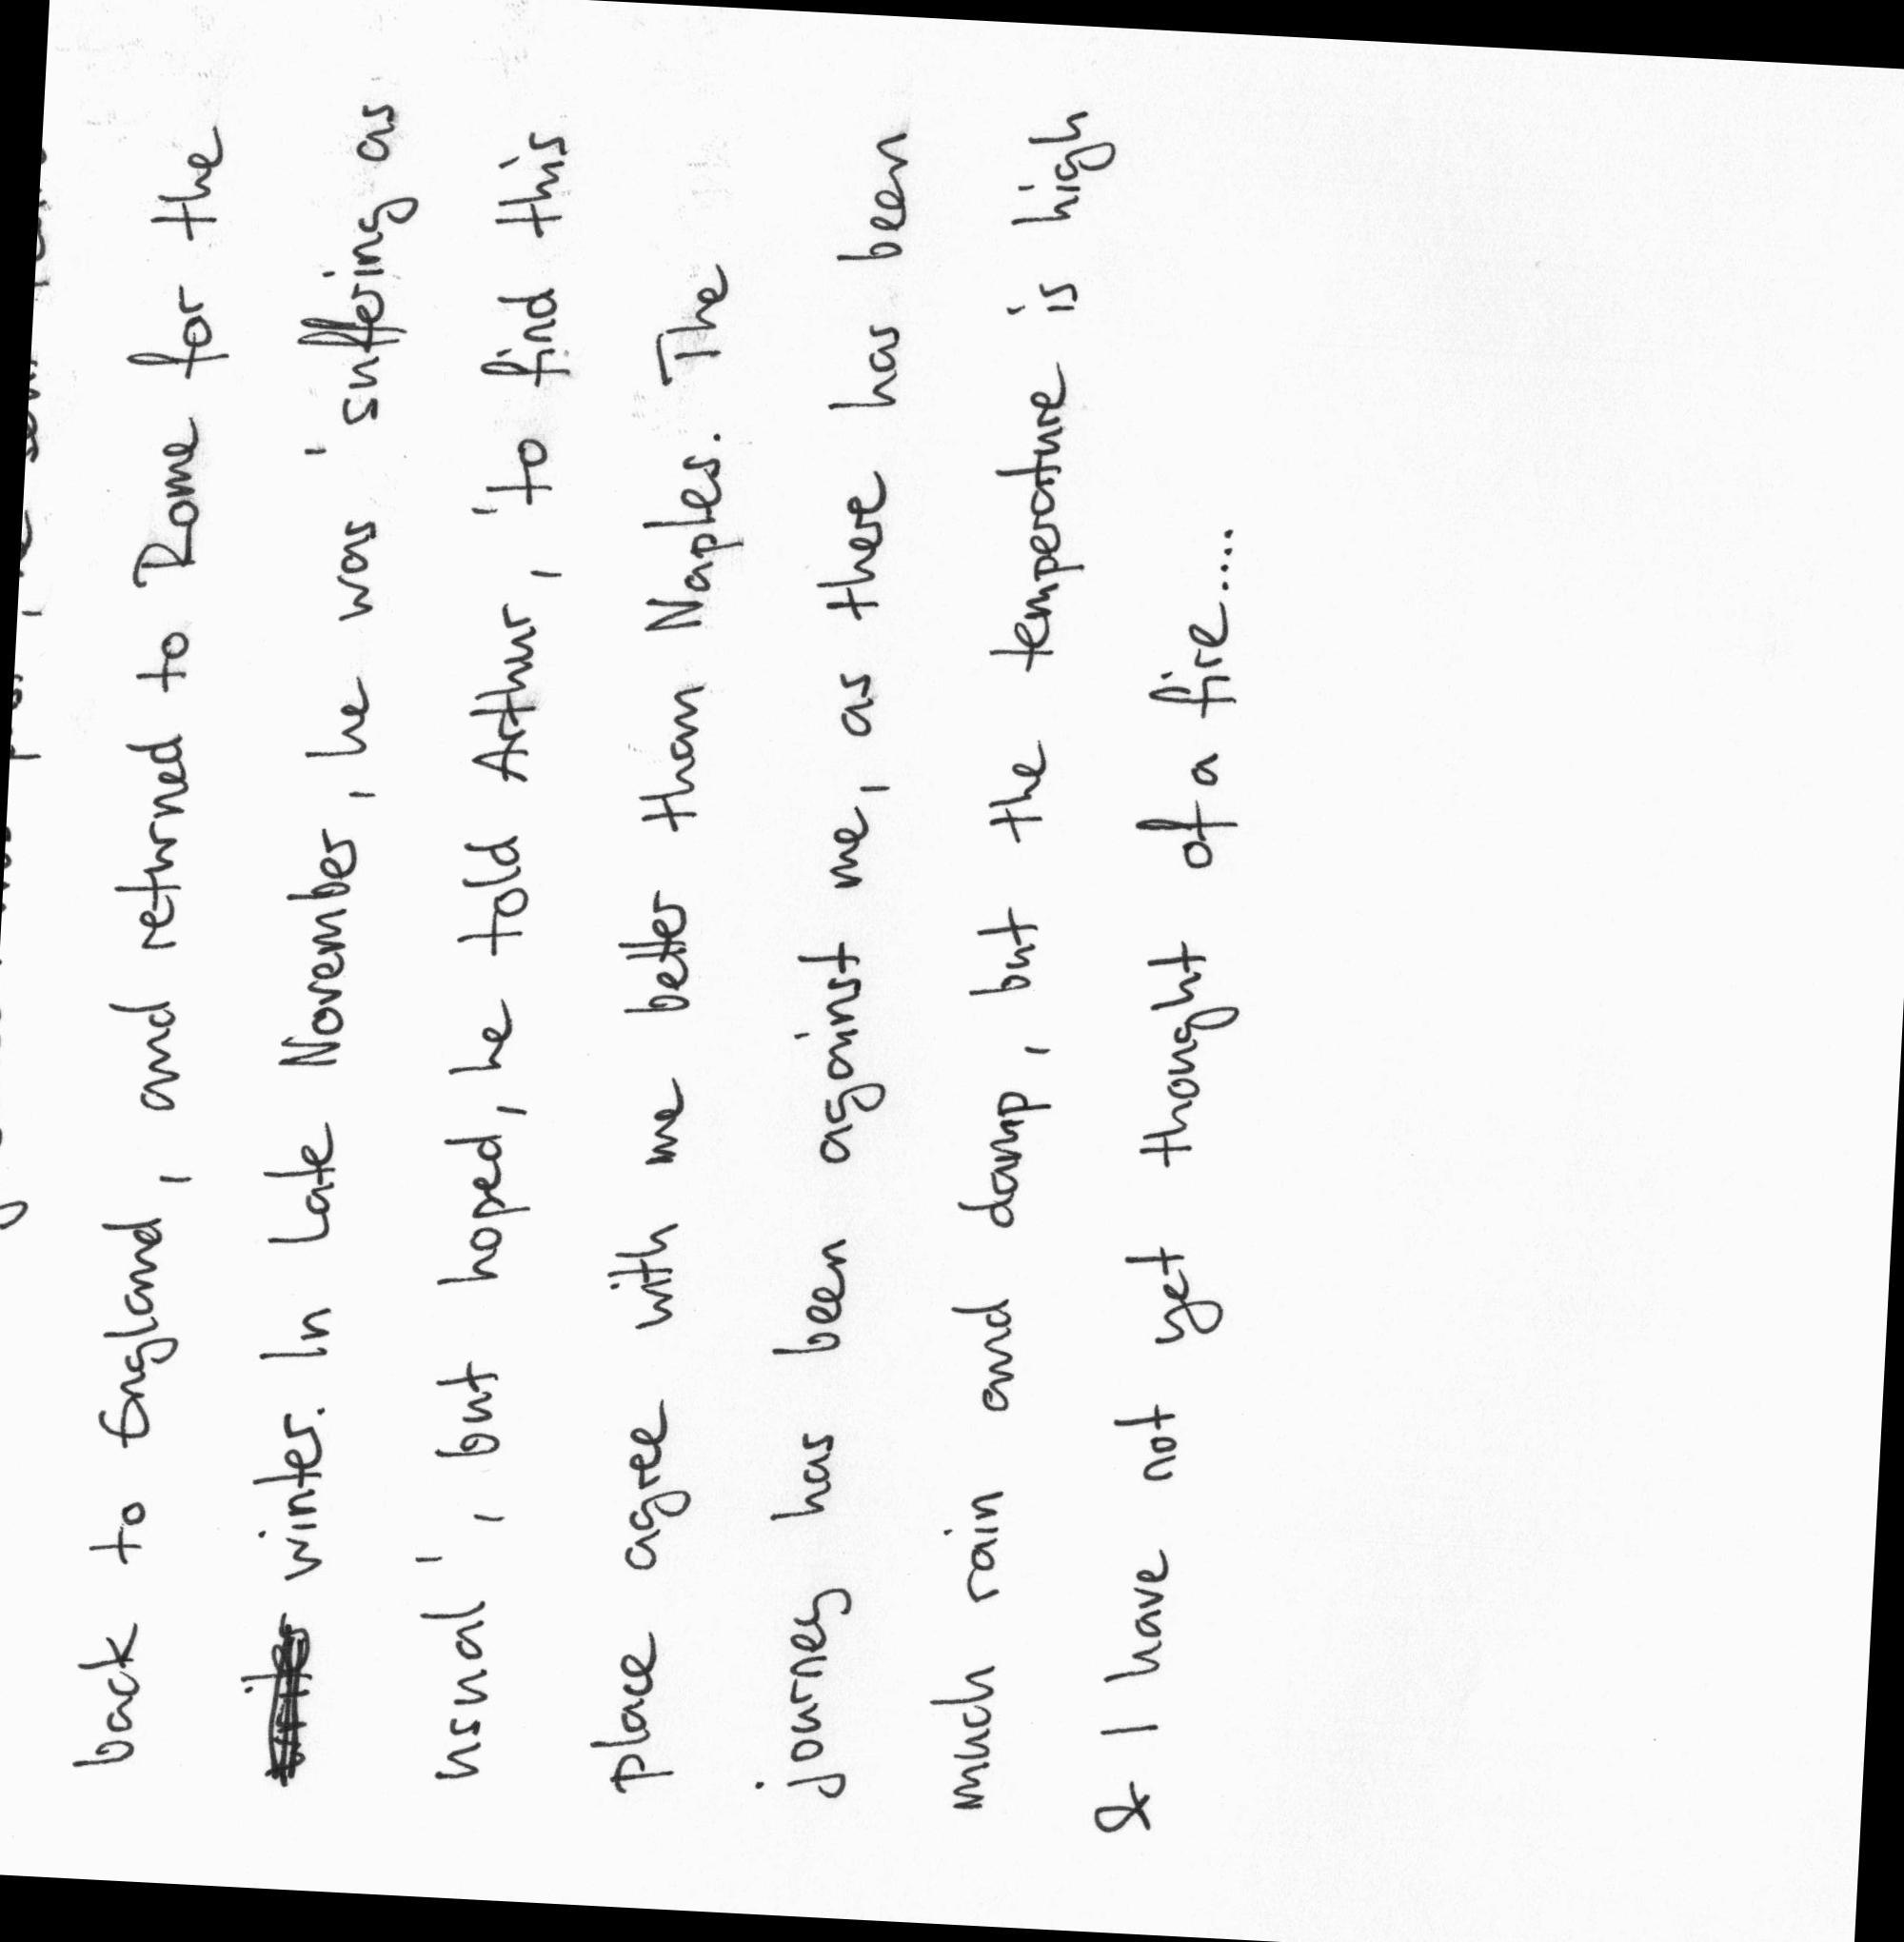 back to England, and returned to Rome for the
winter. In Late November, he was 'suffering as
usual', but hoped, he told Arthur, 'to find this
place agree with me better than Naples. The
journey has been against me, as there has been
much rain and damp, but the temperature is high
& I have not yet thought of a fire....